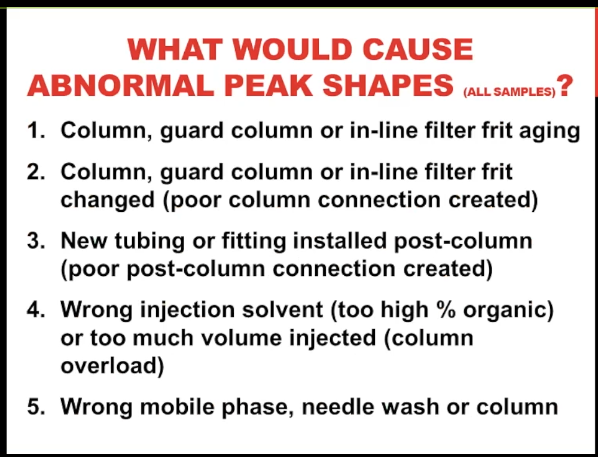 WHAT WOULD CAUSE
ABNORMAL PEAK SHAPES (ALL SAMPLES)?
1. Column, guard column or in-line filter frit aging
2. Column, guard column or in-line filter frit
changed (poor column connection created)
3. New tubing or fitting installed post-column
(poor post-column connection created)
4. Wrong injection solvent (too high % organic)
or too much volume injected (column
overload)
5. Wrong mobile phase, needle wash or column